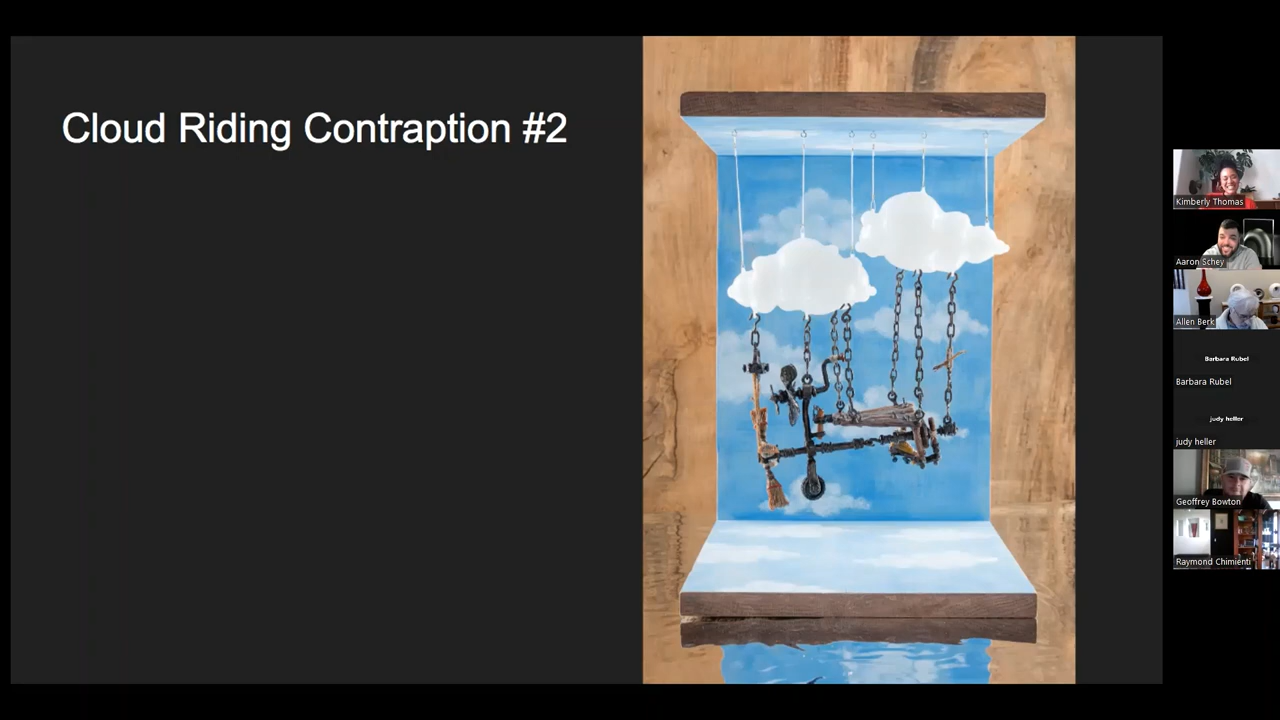 Cloud Riding Contraption #2
Kimberly Thomas
Aaron Schey
Allen Berk
Barbara Rubel
Barbara Rubel
judy heller
judy heller
Geoffrey Bowton
Raymond Chimienti